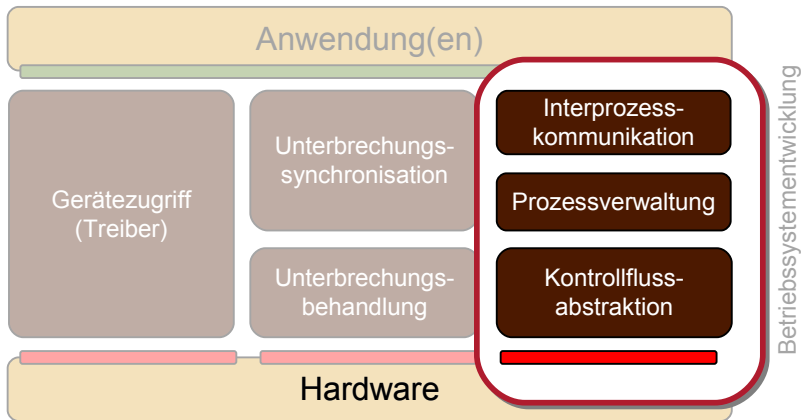 Anwendung(en)
Gerätezugriff
(Treiber)
Unterbrechungs-
synchronisation
Unterbrechungs-
behandlung
Interprozess-
kommunikation
Prozessverwaltung
Kontrollfluss-
abstraktion
Hardware
Betriebssystementwicklung